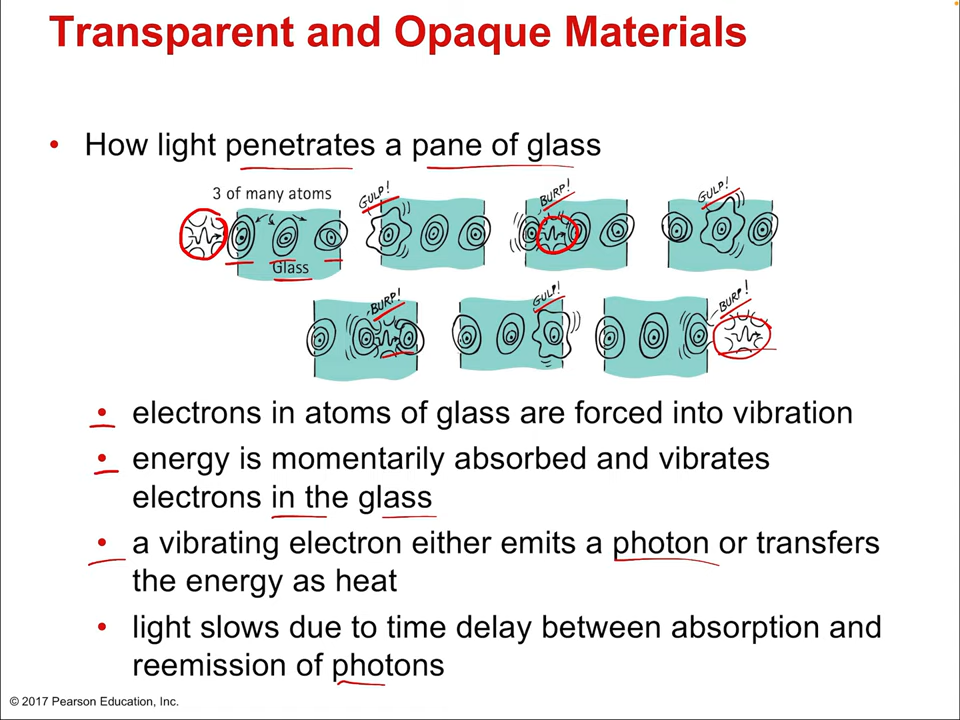 Transparent and Opaque Materials
• How light penetrates a pane of glass
3 of many atoms
GULP!
BURP!
GULP!
Glass
BURP!
GULP!
BURP!
• electrons in atoms of glass are forced into vibration
• energy is momentarily absorbed and vibrates
electrons in the glass
• a vibrating electron either emits a photon or transfers
the energy as heat
• light slows due to time delay between absorption and
reemission of photons
© 2017 Pearson Education, Inc.